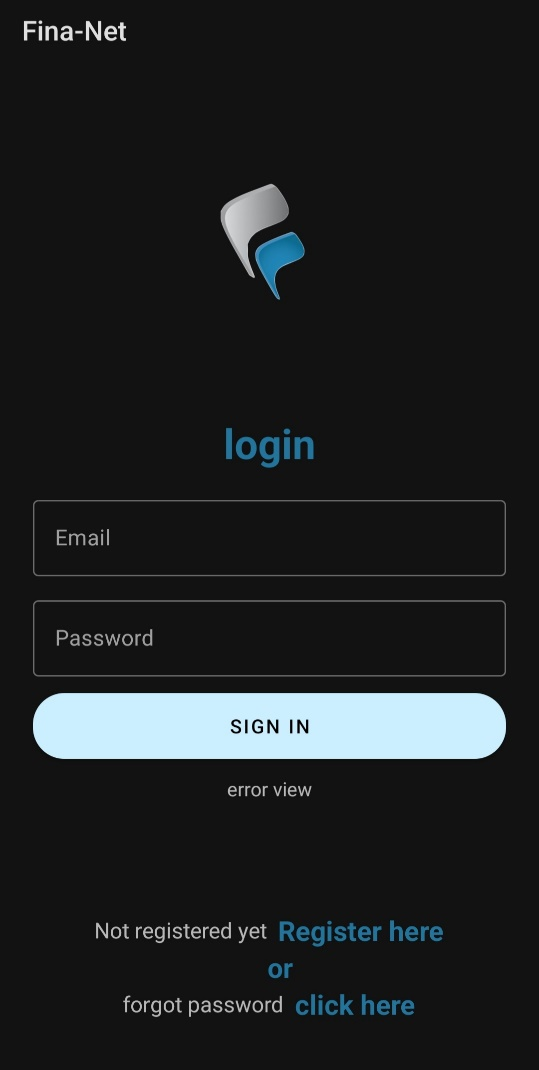 Fina-Net
login
Email
Password
SIGN IN
error view
Not registered yet Register here
or
forgot password click here